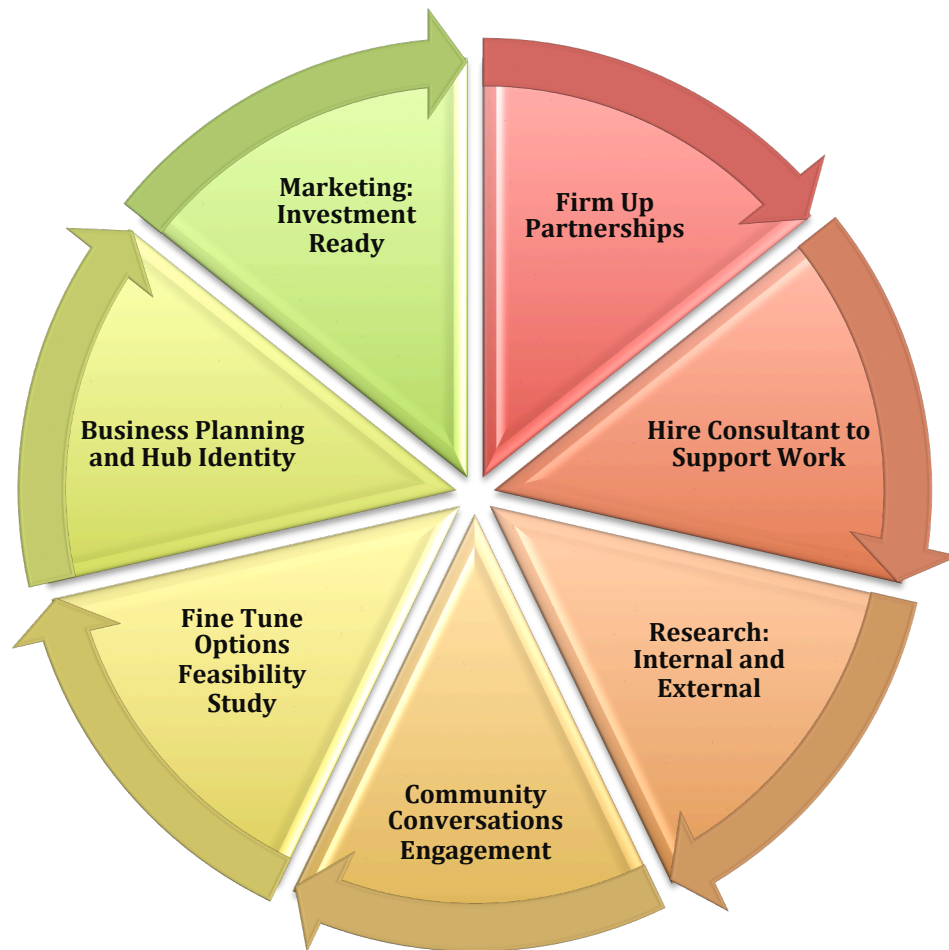 Firm Up
Partnerships
Hire Consultant to
Support Work
Research:
Internal and
External
Community
Conversations
Engagement
Fine Tune
Options
Feasibility
Study
Business Planning
and Hub Identity
Marketing:
Investment
Ready